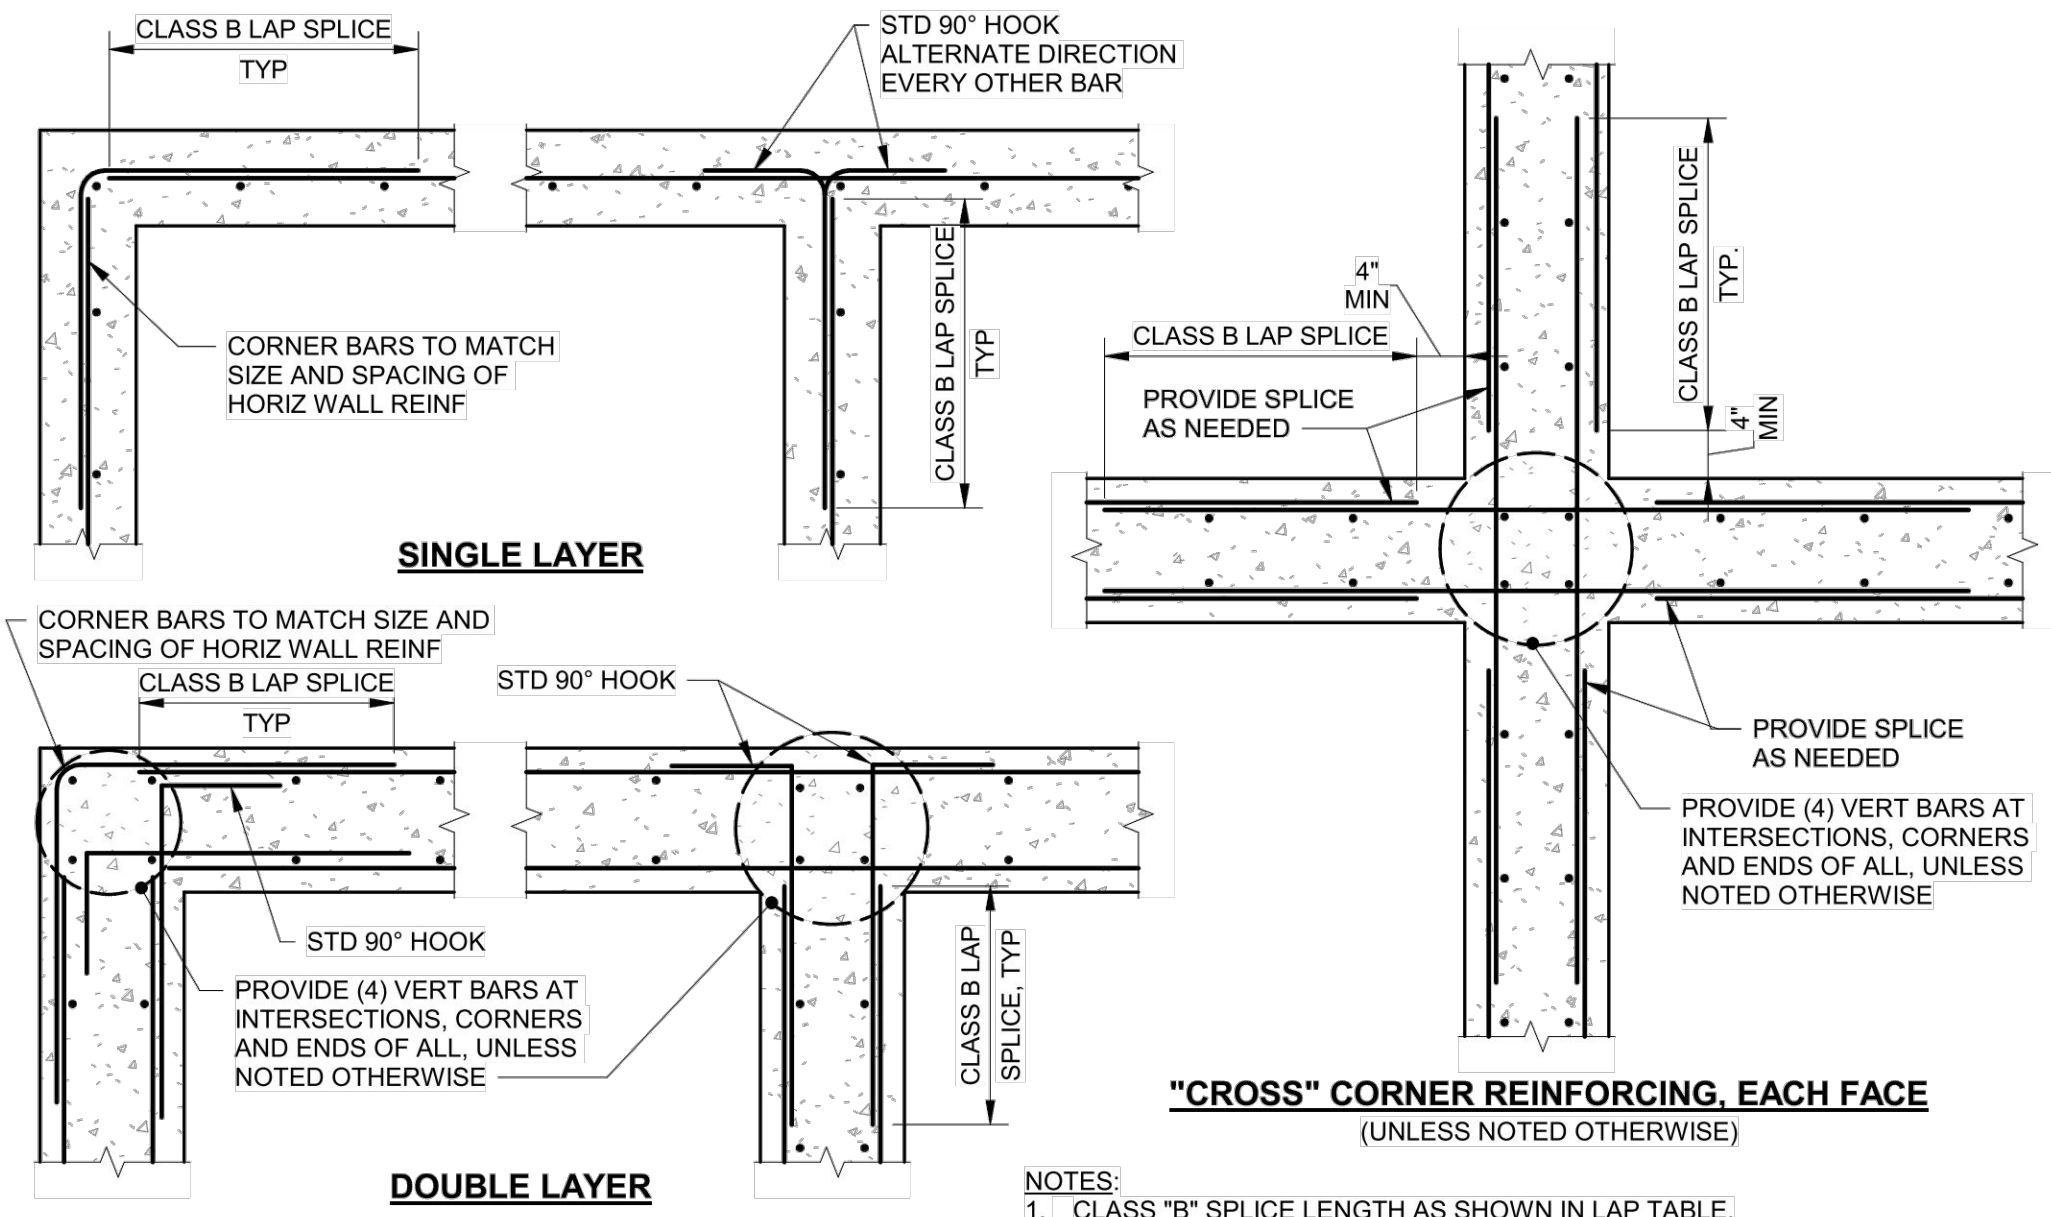 CLASS B LAP SPLICE
TYP
STD 90° HOOK
ALTERNATE DIRECTION
EVERY OTHER BAR
CORNER BARS TO MATCH
SIZE AND SPACING OF
HORIZ WALL REINF
CLASS B LAP SPLICE
TYP
SINGLE LAYER
4"
MIN
CLASS B LAP SPLICE
PROVIDE SPLICE
AS NEEDED
CLASS B LAP SPLICE
TYP.
4"
MIN
PROVIDE SPLICE
AS NEEDED
PROVIDE (4) VERT BARS AT
INTERSECTIONS, CORNERS
AND ENDS OF ALL, UNLESS
NOTED OTHERWISE
"CROSS" CORNER REINFORCING, EACH FACE
(UNLESS NOTED OTHERWISE)
CORNER BARS TO MATCH SIZE AND
SPACING OF HORIZ WALL REINF
CLASS B LAP SPLICE
TYP
STD 90° HOOK
STD 90° HOOK
PROVIDE (4) VERT BARS AT
INTERSECTIONS, CORNERS
AND ENDS OF ALL, UNLESS
NOTED OTHERWISE
CLASS B LAP
SPLICE, TYP
DOUBLE LAYER
NOTES:
1. CLASS "B" SPLICE LENGTH AS SHOWN IN LAP TABLE.